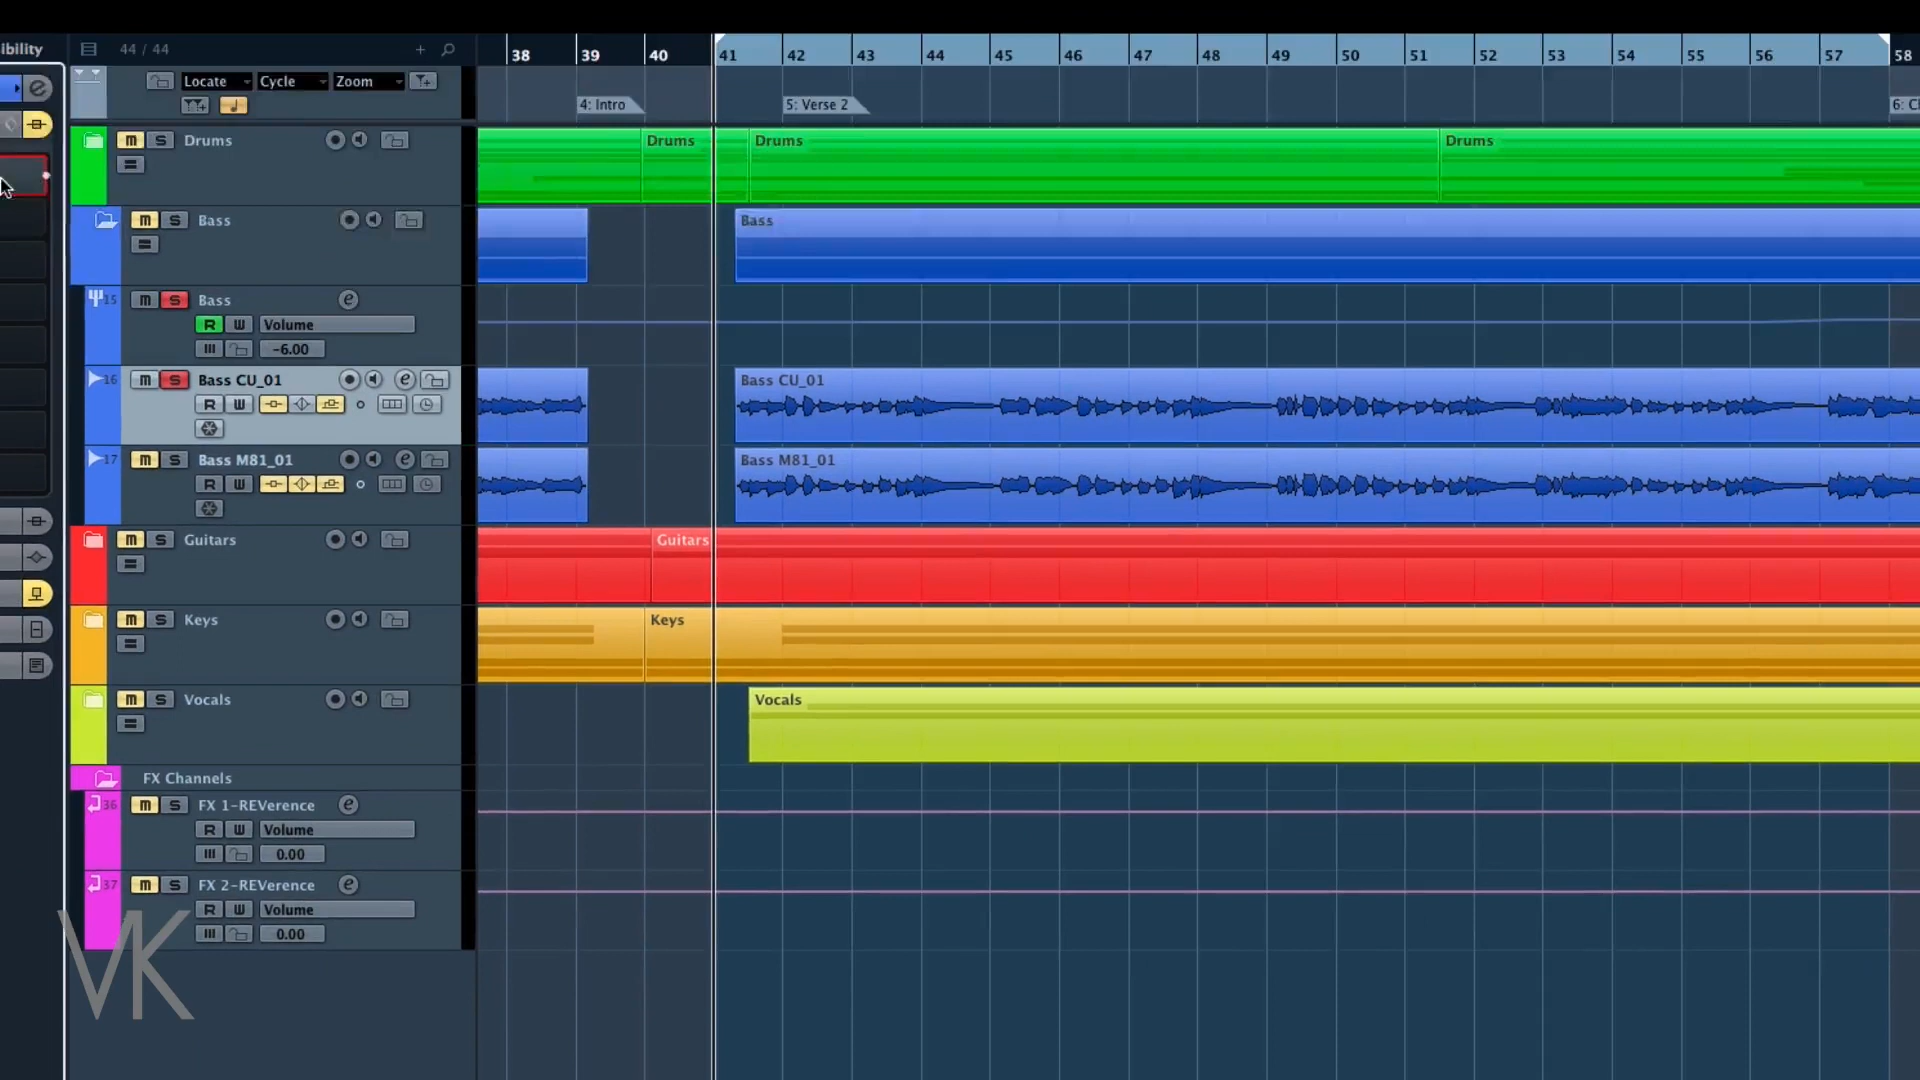 ibility 44 / 44 + 38 39 40 41 42 43 44 45 46 47 48 49 50 51 52 53 54 55 56 57 58
Locate Cycle Zoom
4: Intro 5: Verse 2 6: C
m S Drums Drums Drums Drums
m S Bass Bass
15 m S Bass e
R W Volume
-6.00
16 m S Bass CU_01 e Bass CU_01
R W
17 m S Bass M81_01 e Bass M81_01
R W
m S Guitars Guitars
m S Keys Keys
m S Vocals Vocals
FX Channels
36 m S FX 1-REVerence e
R W Volume
0.00
37 m S FX 2-REVerence e
R W Volume
0.00
VK